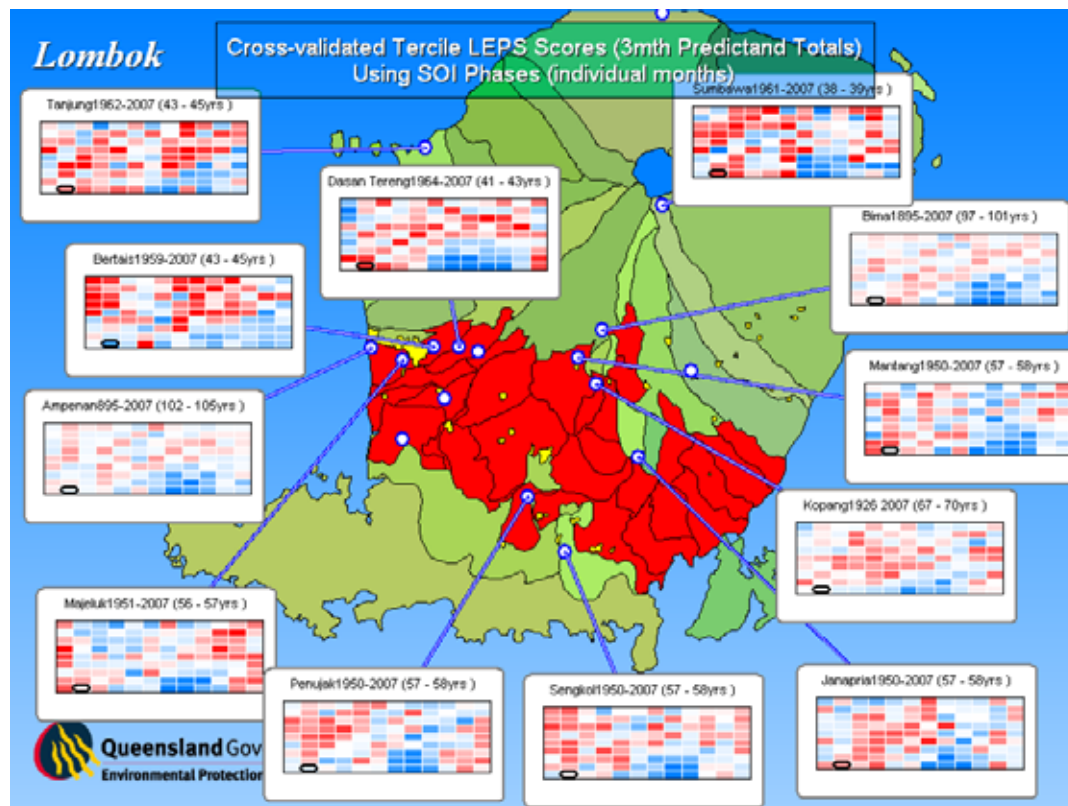 Lombok
Cross-validated Tercile LEPS Scores (3mth Predictand Totals)
Using SOI Phases (individual months)
Tanjung1962-2007 (43 - 45yrs )
Sumbawa1961-2007 (38 - 39yrs )
Dasan Tereng1964-2007 (41 - 43yrs )
Bima1895-2007 (97 - 101yrs )
Bertais1959-2007 (43 - 45yrs )
Mantang1950-2007 (57 - 58yrs )
Ampenan895-2007 (102 - 105yrs )
Kopang1926 2007 (67 - 70yrs )
Majeluk1951-2007 (56 - 57yrs )
Penujak1950-2007 (57 - 58yrs )
Sengkol1950-2007 (57 - 58yrs )
Janapria1950-2007 (57 - 58yrs )
Queensland Gov
Environmental Protection